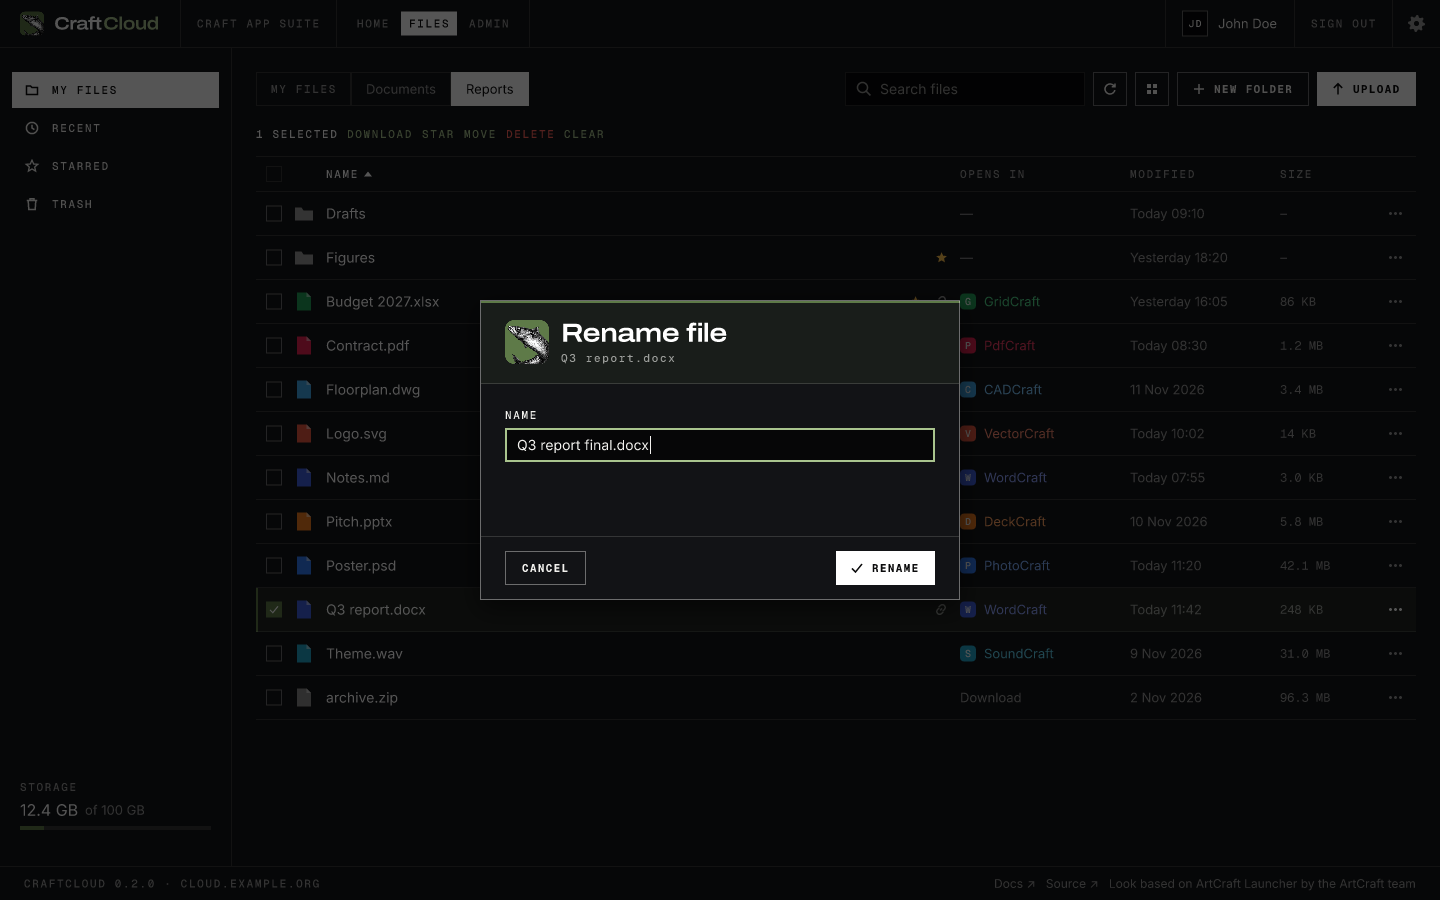 CraftCloud CRAFT APP SUITE HOME FILES ADMIN JD John Doe SIGN OUT
MY FILES
RECENT
STARRED
TRASH
MY FILES Documents Reports Search files NEW FOLDER UPLOAD
1 SELECTED DOWNLOAD STAR MOVE DELETE CLEAR
NAME OPENS IN MODIFIED SIZE
Drafts — Today 09:10 –
Figures — Yesterday 18:20 –
Budget 2027.xlsx G GridCraft Yesterday 16:05 86 KB
Contract.pdf P PdfCraft Today 08:30 1.2 MB
Floorplan.dwg C CADCraft 11 Nov 2026 3.4 MB
Logo.svg V VectorCraft Today 10:02 14 KB
Notes.md W WordCraft Today 07:55 3.0 KB
Pitch.pptx D DeckCraft 10 Nov 2026 5.8 MB
Poster.psd P PhotoCraft Today 11:20 42.1 MB
Q3 report.docx W WordCraft Today 11:42 248 KB
Theme.wav S SoundCraft 9 Nov 2026 31.0 MB
archive.zip Download 2 Nov 2026 96.3 MB
Rename file
Q3 report.docx
NAME
Q3 report final.docx
CANCEL RENAME
STORAGE
12.4 GB of 100 GB
CRAFTCLOUD 0.2.0 · CLOUD.EXAMPLE.ORG Docs ↗ Source ↗ Look based on ArtCraft Launcher by the ArtCraft team